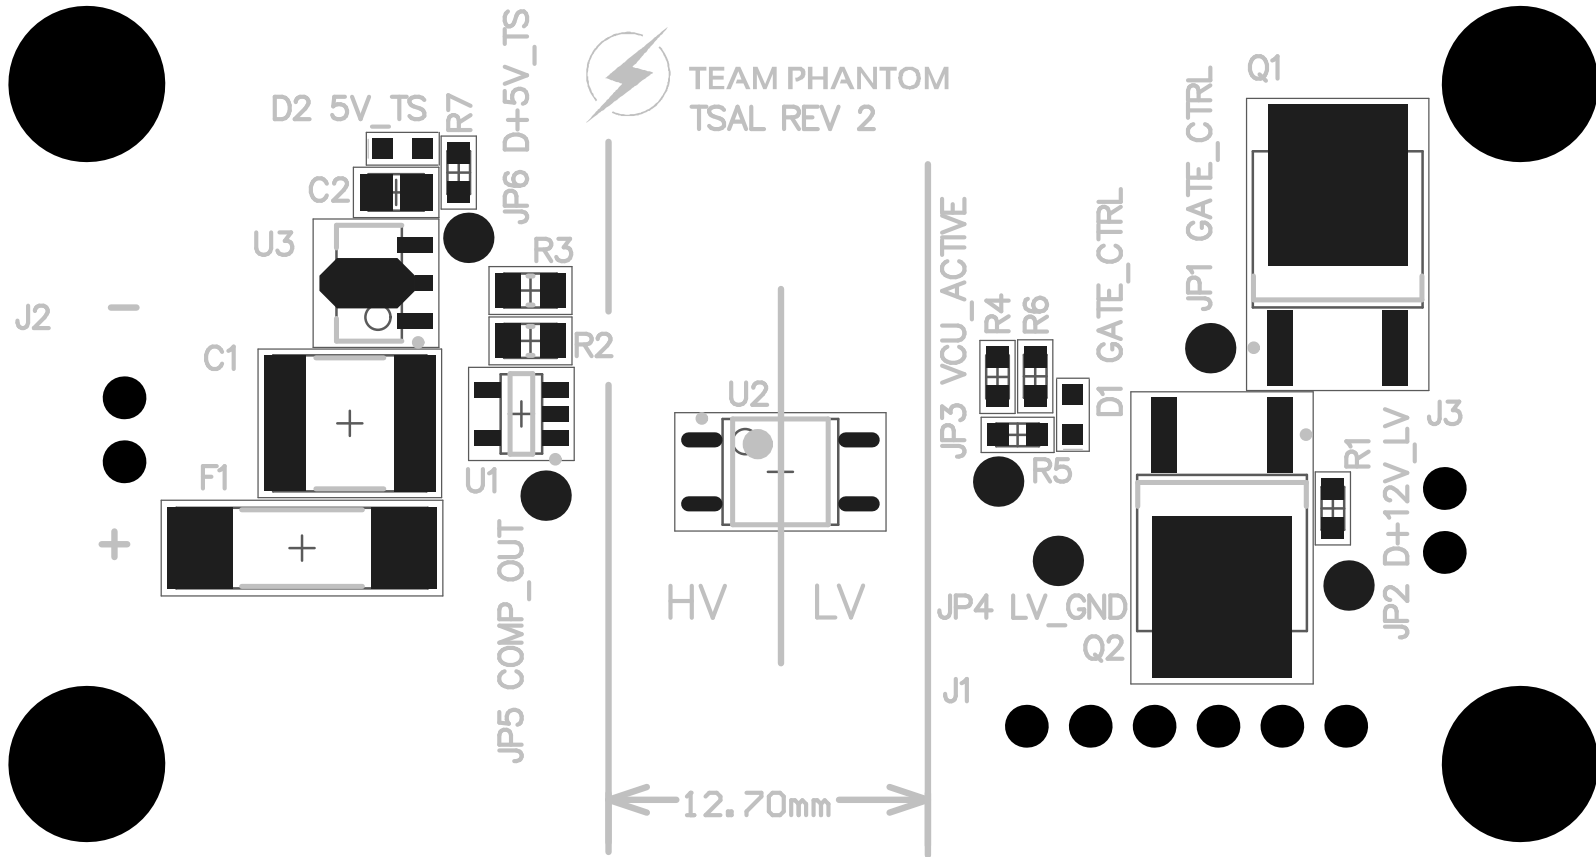 TEAM PHANTOM
TSAL REV 2
D2 5V_TS
R7
JP6 D+5V_TS
C2
U3
R3
J2
−
R2
C1
U1
F1
+
JP5 COMP_OUT
U2
HV
LV
12.70mm
JP3 VCU_ACTIVE
R4
R6
D1 GATE_CTRL
R5
JP1 GATE_CTRL
Q1
J3
R1
JP2 D+12V_LV
JP4 LV_GND
Q2
J1